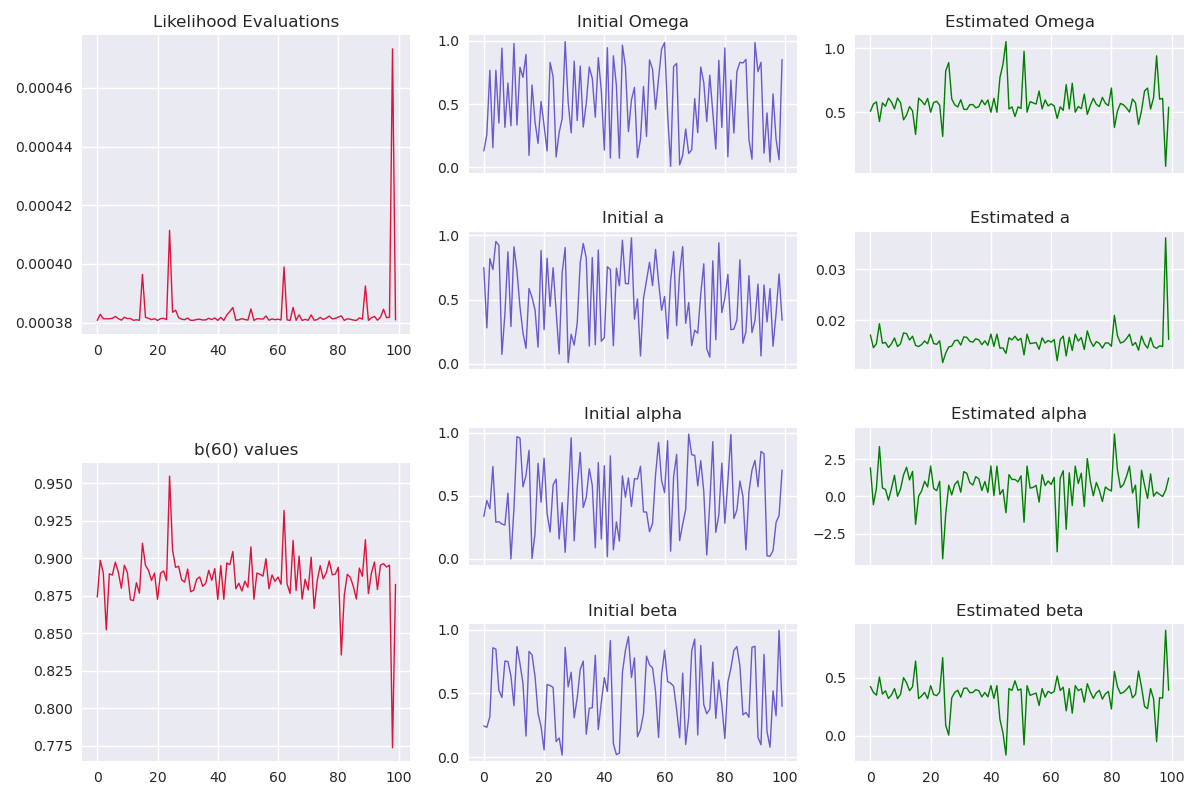 Likelihood Evaluations
0.00046
0.00044
0.00042
0.00040
0.00038
0 20 40 60 80 100
b(60) values
0.950
0.925
0.900
0.875
0.850
0.825
0.800
0.775
0 20 40 60 80 100
Initial Omega
1.0
0.5
0.0
Initial a
1.0
0.5
0.0
Initial alpha
1.0
0.5
0.0
Initial beta
1.0
0.5
0.0
0 20 40 60 80 100
Estimated Omega
1.0
0.5
Estimated a
0.03
0.02
Estimated alpha
2.5
0.0
−2.5
Estimated beta
0.5
0.0
0 20 40 60 80 100